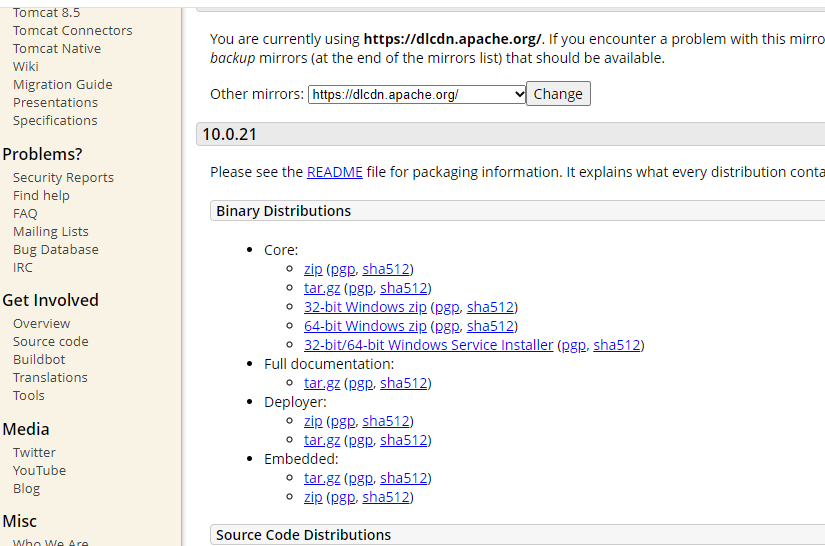 Tomcat 8.5
Tomcat Connectors
Tomcat Native
Wiki
Migration Guide
Presentations
Specifications
Problems?
Security Reports
Find help
FAQ
Mailing Lists
Bug Database
IRC
Get Involved
Overview
Source code
Buildbot
Translations
Tools
Media
Twitter
YouTube
Blog
Misc
Who We Are
You are currently using https://dlcdn.apache.org/. If you encounter a problem with this mirro
backup mirrors (at the end of the mirrors list) that should be available.
Other mirrors: https://dlcdn.apache.org/ Change
10.0.21
Please see the README file for packaging information. It explains what every distribution conta
Binary Distributions
Core:
zip (pgp, sha512)
tar.gz (pgp, sha512)
32-bit Windows zip (pgp, sha512)
64-bit Windows zip (pgp, sha512)
32-bit/64-bit Windows Service Installer (pgp, sha512)
Full documentation:
tar.gz (pgp, sha512)
Deployer:
zip (pgp, sha512)
tar.gz (pgp, sha512)
Embedded:
tar.gz (pgp, sha512)
zip (pgp, sha512)
Source Code Distributions